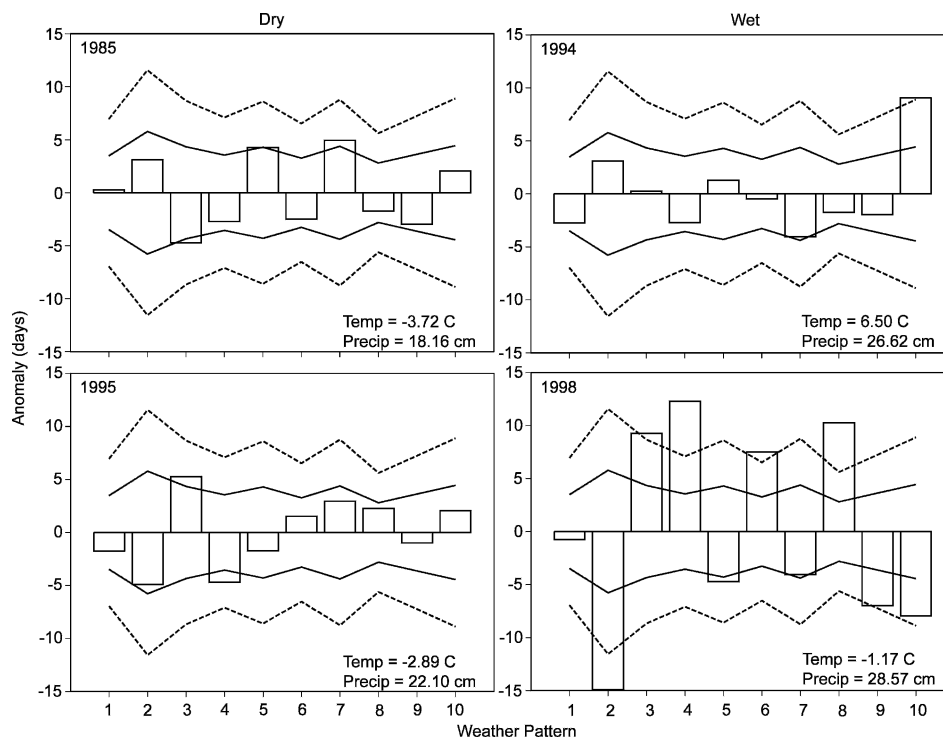 Dry
Wet
Anomaly (days)
15
10
5
0
-5
-10
-15
1985
Temp = -3.72 C
Precip = 18.16 cm
15
10
5
0
-5
-10
-15
1994
Temp = 6.50 C
Precip = 26.62 cm
15
10
5
0
-5
-10
-15
1995
Temp = -2.89 C
Precip = 22.10 cm
1 2 3 4 5 6 7 8 9 10
15
10
5
0
-5
-10
-15
1998
Temp = -1.17 C
Precip = 28.57 cm
1 2 3 4 5 6 7 8 9 10
Weather Pattern